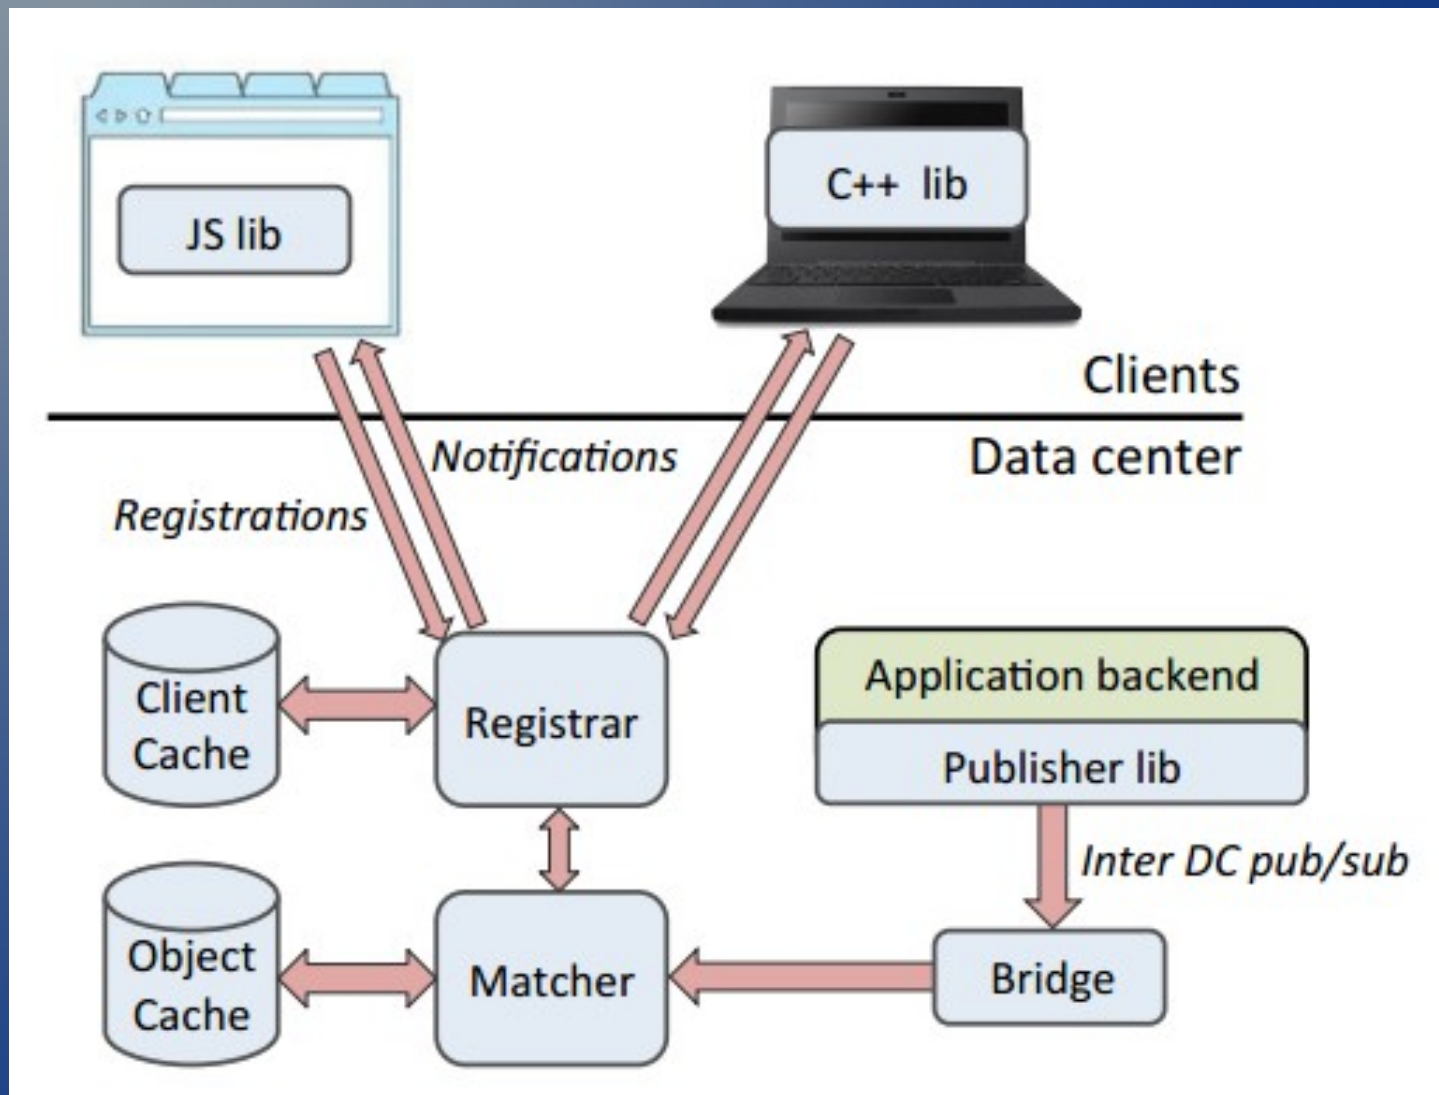 JS lib
C++ lib
Clients
Data center
Notifications
Registrations
Client
Cache
Registrar
Application backend
Publisher lib
Inter DC pub/sub
Object
Cache
Matcher
Bridge